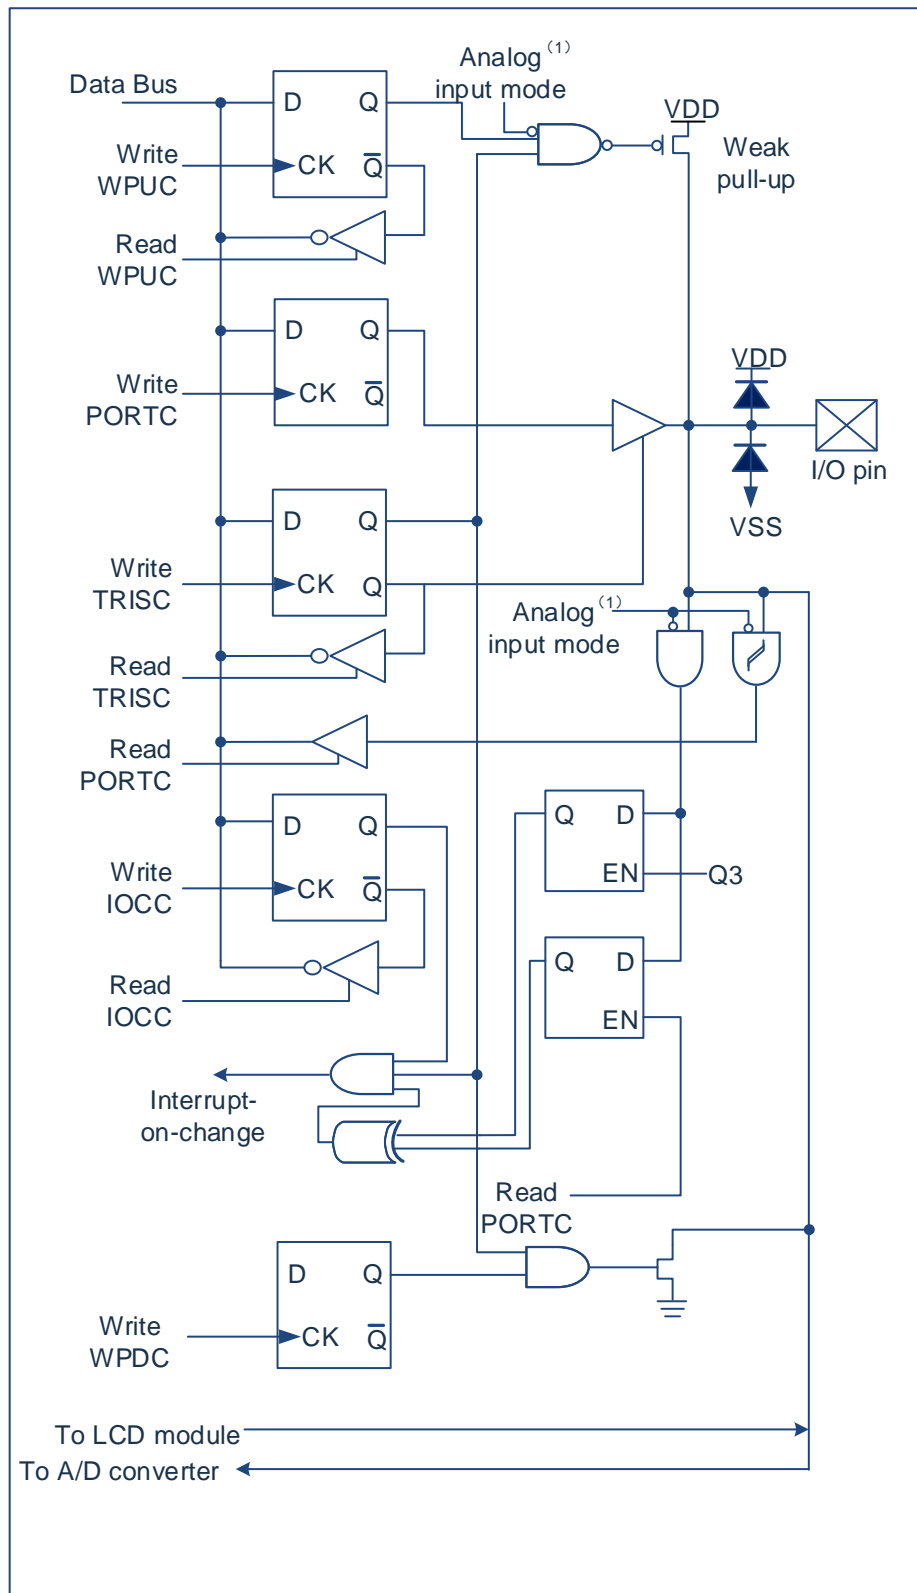 Analog (1)
input mode
Data Bus
D Q
VDD
Write
WPUC
CK Q
Weak
pull-up
Read
WPUC
D Q
Write
PORTC
CK Q
VDD
I/O pin
VSS
D Q
Write
TRISC
CK Q
Analog (1)
input mode
Read
TRISC
Read
PORTC
D Q
Q D
Write
IOCC
CK Q
EN
Q3
Q D
Read
IOCC
EN
Interrupt-
on-change
Read
PORTC
D Q
Write
WPDC
CK Q
To LCD module
To A/D converter